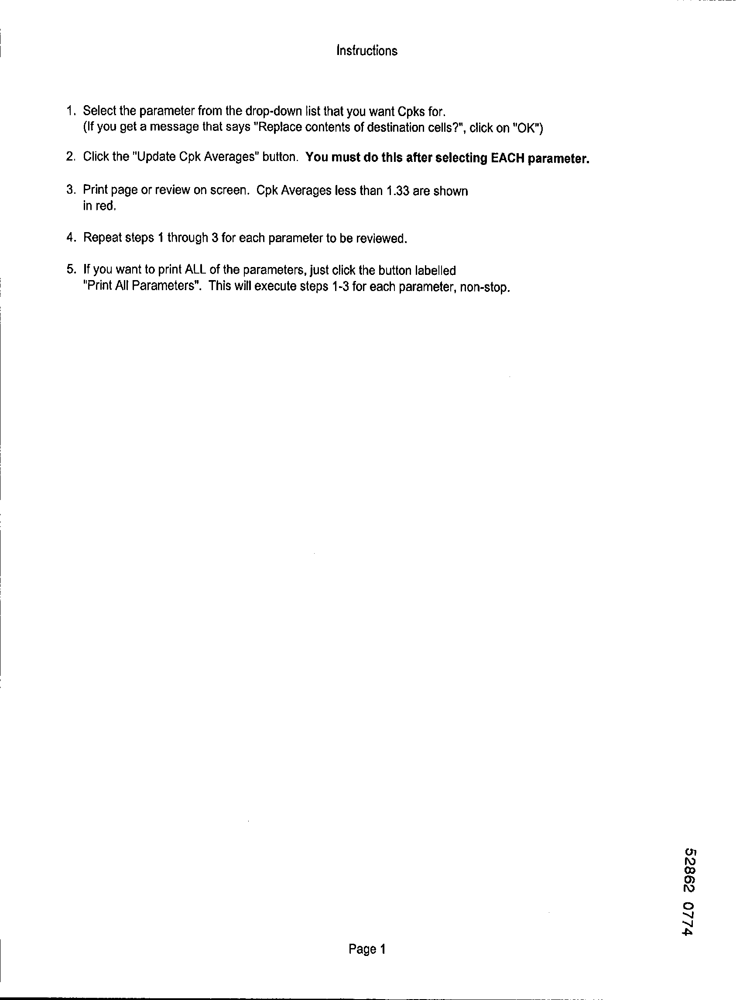 Instructions
1. Select the parameter from the drop-down list that you want Cpks for.
(If you get a message that says "Replace contents of destination cells?", click on "OK")
2. Click the "Update Cpk Averages" button. You must do this after selecting EACH parameter.
3. Print page or review on screen. Cpk Averages less than 1.33 are shown
in red.
4. Repeat steps 1 through 3 for each parameter to be reviewed.
5. If you want to print ALL of the parameters, just click the button labelled
"Print All Parameters". This will execute steps 1-3 for each parameter, non-stop.
52862 0774
Page 1